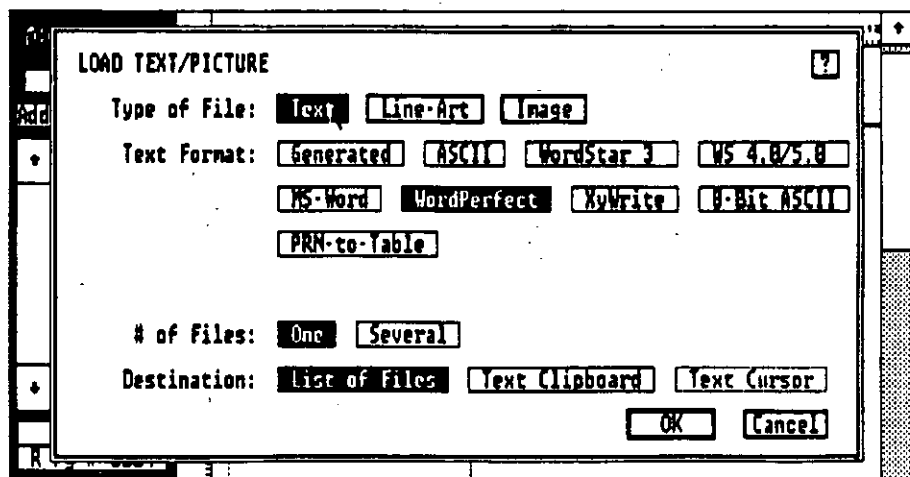 LOAD TEXT/PICTURE ?
Type of File: Text Line-Art Image
Add
Text Format: Generated ASCII WordStar 3 WS 4.0/5.0
MS-Word WordPerfect XyWrite 8-Bit ASCII
PRN-to-Table
# of Files: One Several
Destination: List of Files Text Clipboard Text Cursor
OK Cancel